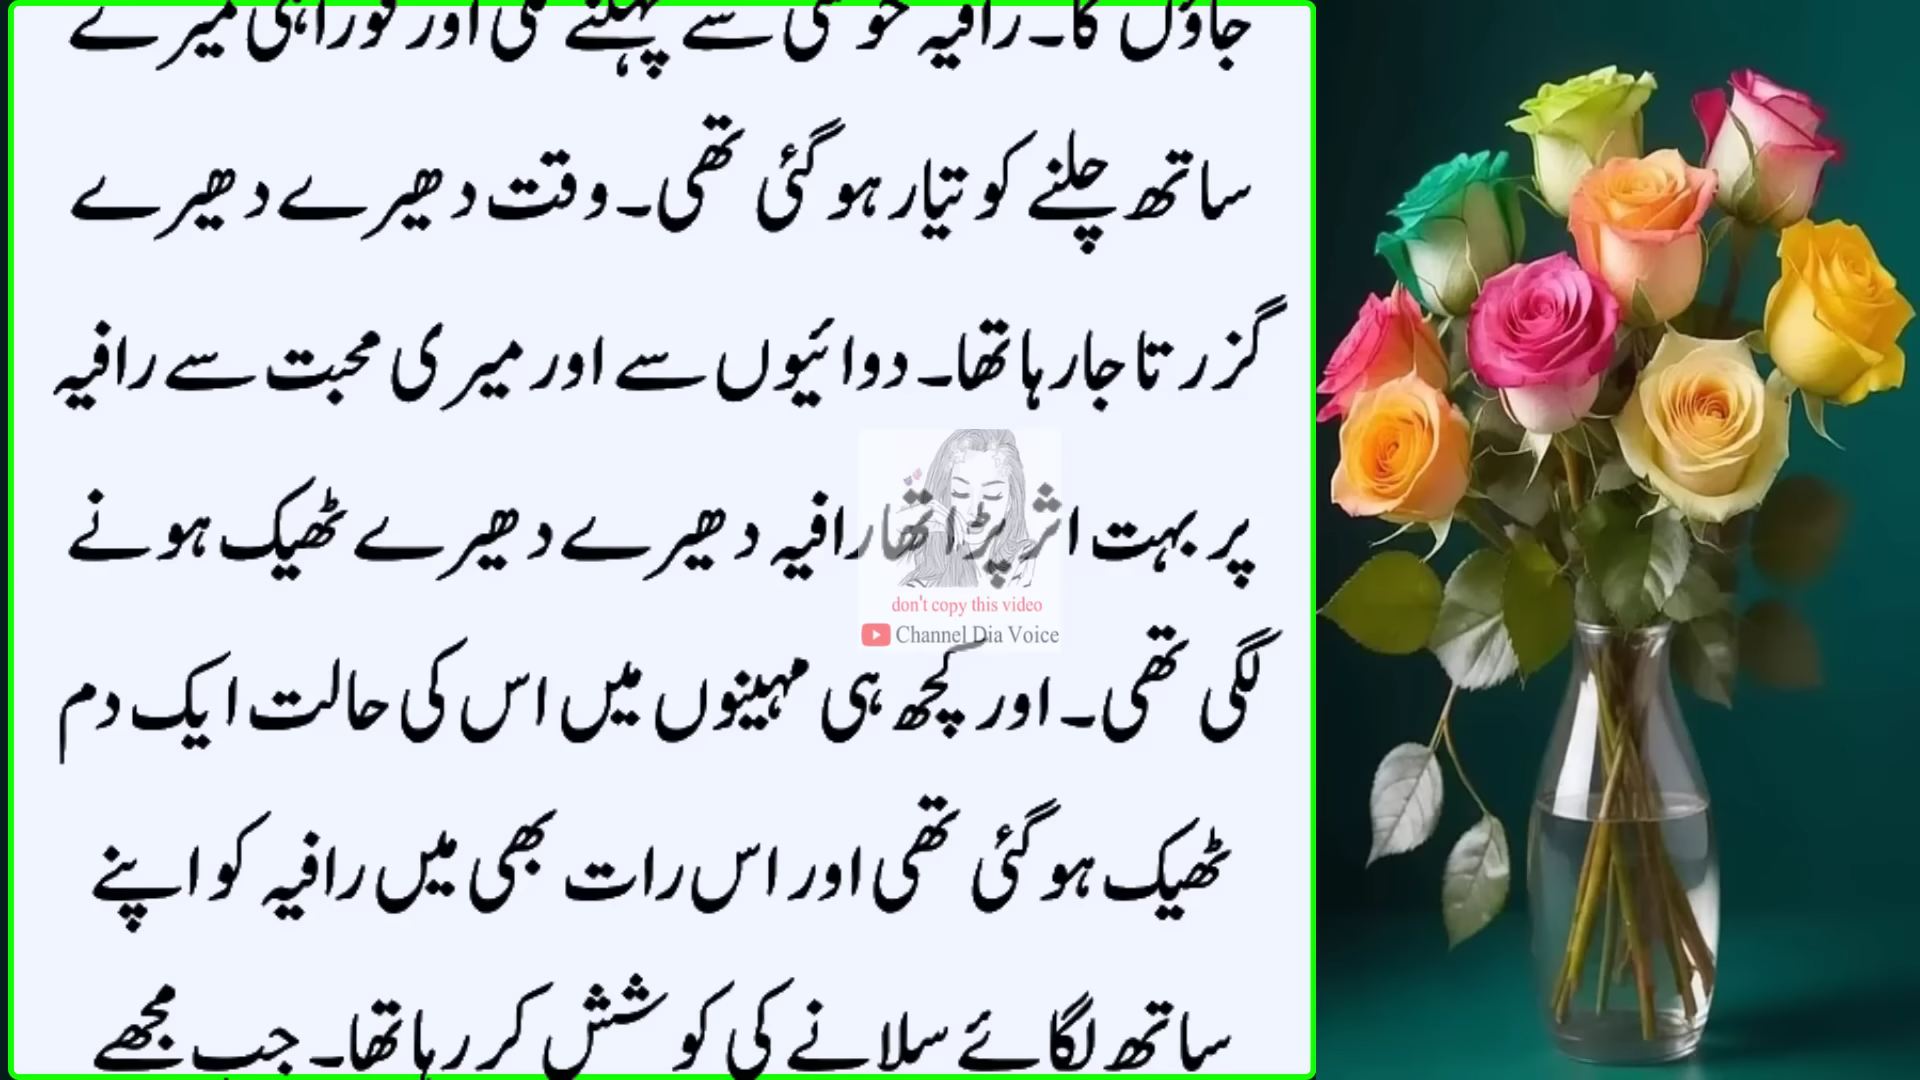 جاؤں گا۔ رافیہ خوشی سے پہلنے لگی اور فوراً ہی میرے
ساتھ چلنے کو تیار ہو گئی تھی۔ وقت دھیرے دھیرے
گزرتا جا رہا تھا۔ دوائیوں سے اور میری محبت سے رافیہ
پر بہت اثر پڑا تھا رافیہ دھیرے دھیرے ٹھیک ہونے
لگی تھی۔ اور کچھ ہی مہینوں میں اس کی حالت ایک دم
ٹھیک ہو گئی تھی اور اس رات بھی میں رافیہ کو اپنے
ساتھ لگائے سلانے کی کوشش کر رہا تھا۔ جب مجھے
don't copy this video
Channel Dia Voice